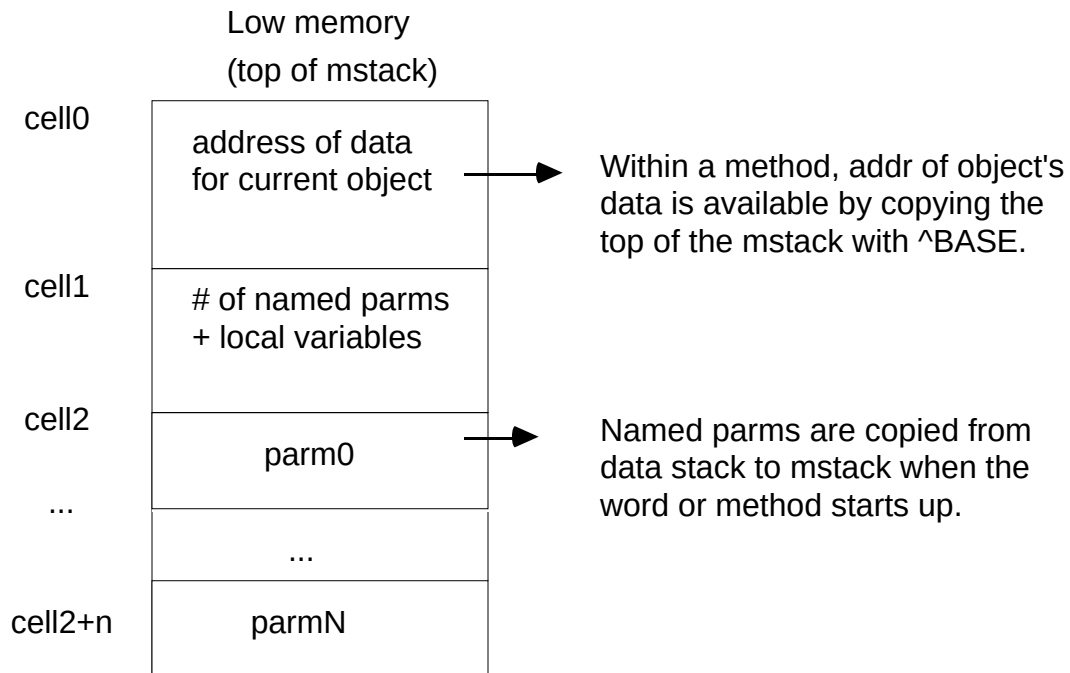 Low memory
(top of mstack)
cell0
address of data
for current object
Within a method, addr of object's
data is available by copying the
top of the mstack with ^BASE.
cell1
# of named parms
+ local variables
cell2
parm0
Named parms are copied from
data stack to mstack when the
word or method starts up.
...
...
cell2+n
parmN